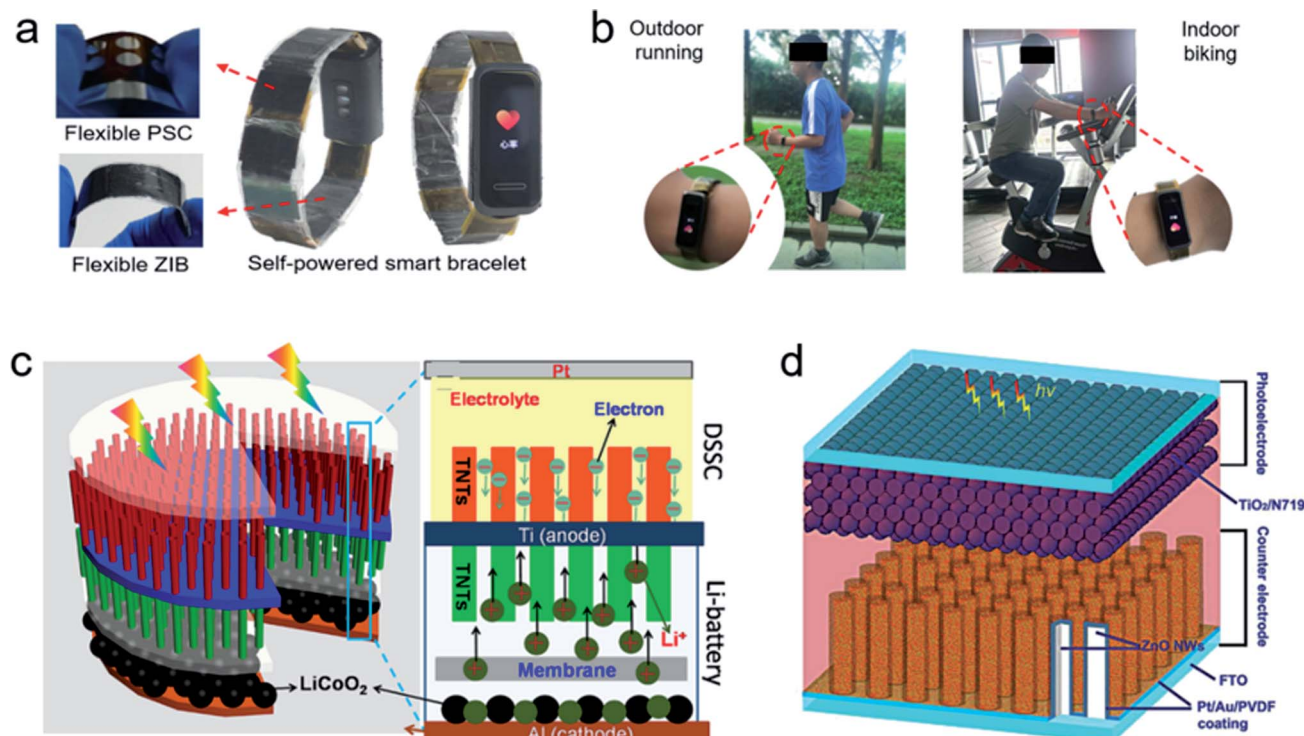 a
Flexible PSC
Flexible ZIB
心率
Self-powered smart bracelet
b
Outdoor
running
Indoor
biking
c
Pt
Electrolyte
Electron
TNTs
DSSC
Ti (anode)
TNTs
Li⁺
Membrane
Li-battery
LiCoO₂
Al (cathode)
d
hν
Photoelectrode
TiO₂/N719
Counter electrode
ZnO NWs
FTO
Pt/Au/PVDF
coating